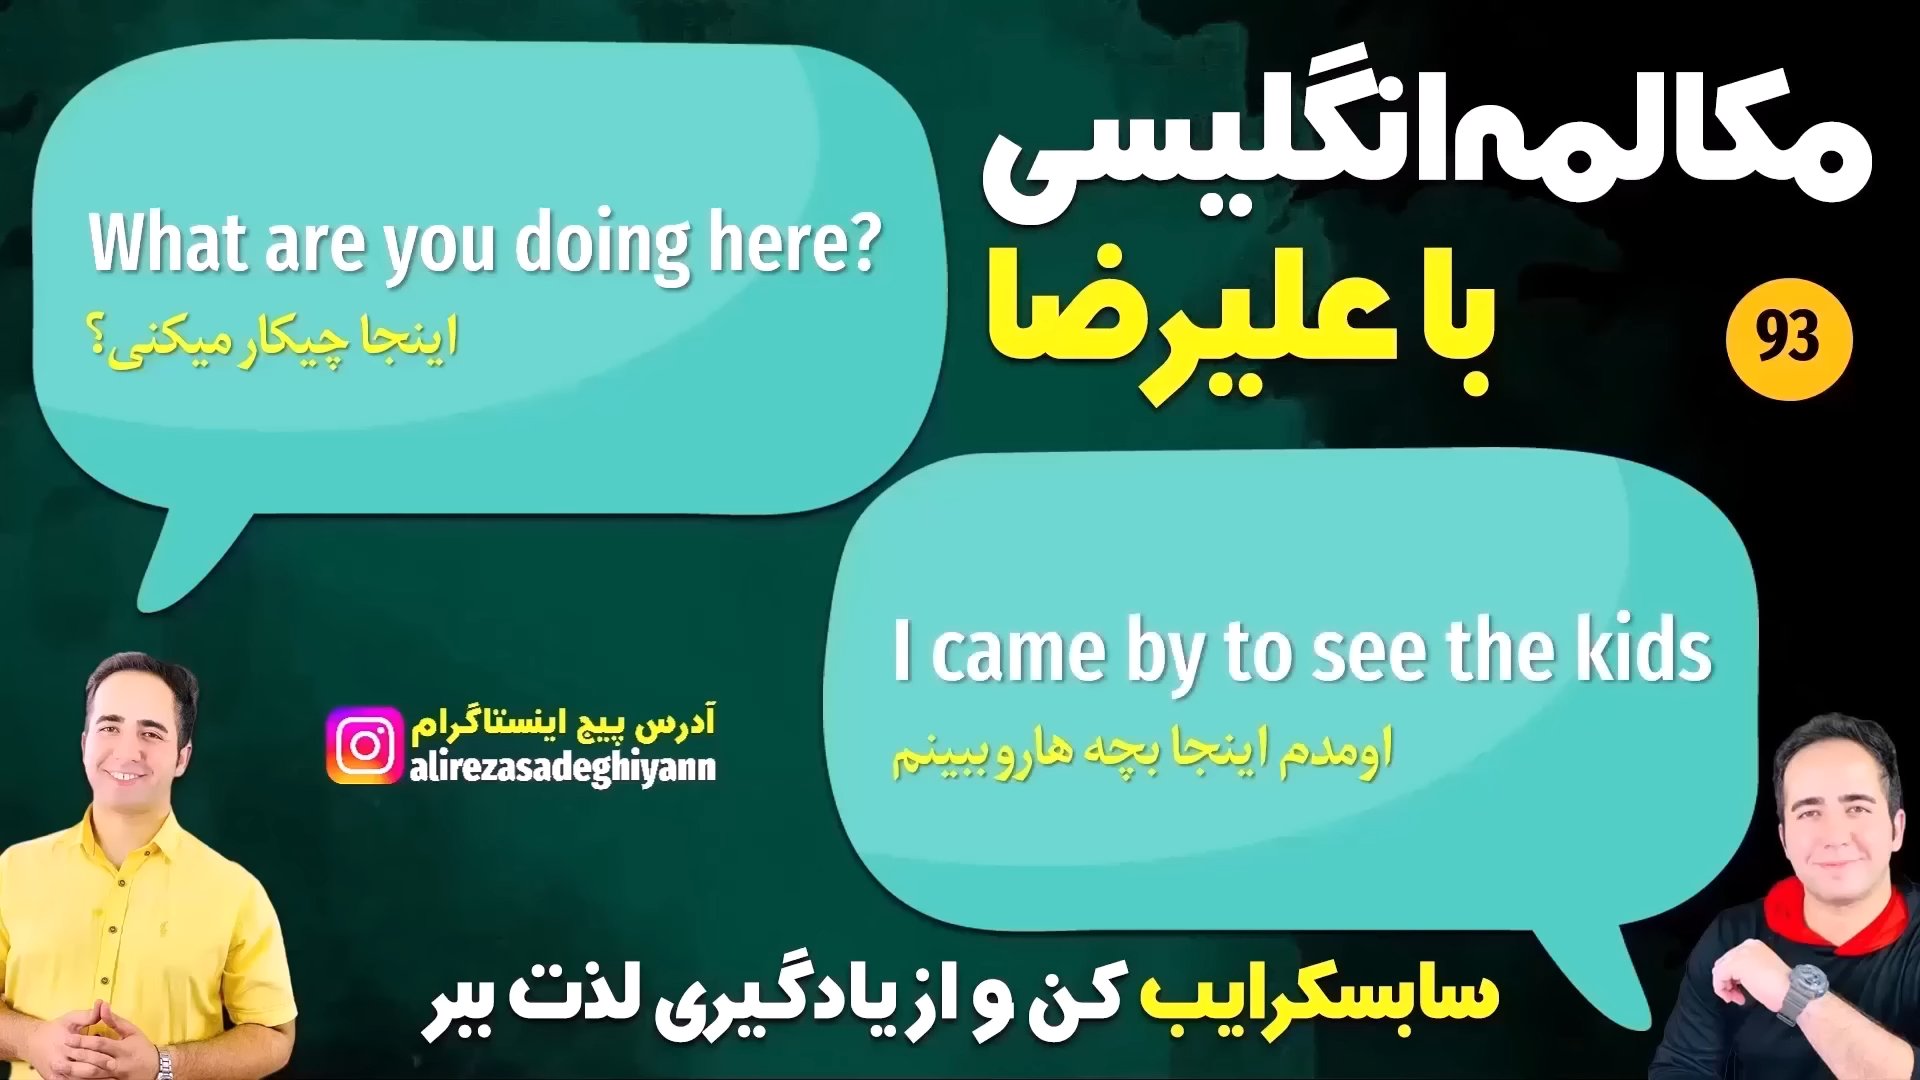 مکالمه انگلیسی
با علیرضا
93
What are you doing here?
اینجا چیکار میکنی؟
I came by to see the kids
اومدم اینجا بچه هارو ببینم
آدرس پیج اینستاگرام
alirezasadeghiyann
سابسکرایب کن و از یادگیری لذت ببر